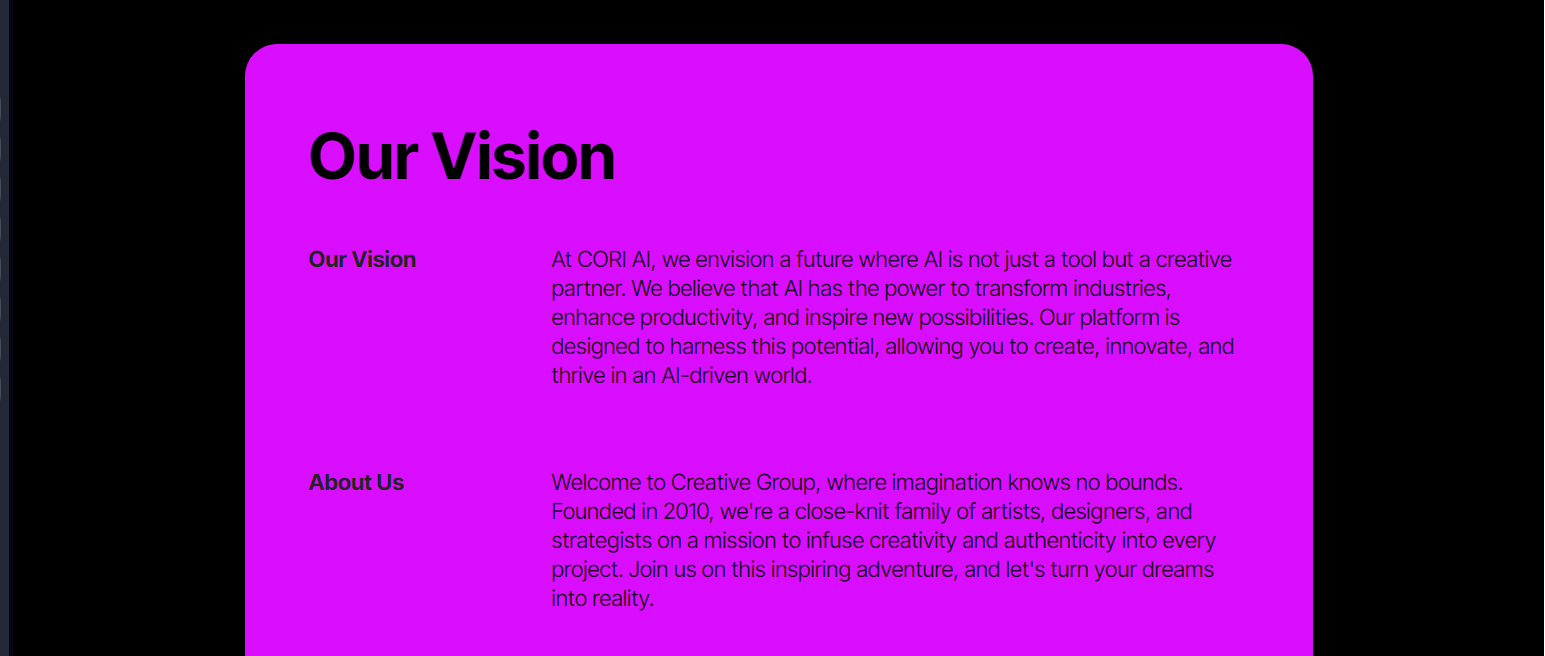 Our Vision
Our Vision
At CORI AI, we envision a future where AI is not just a tool but a creative
partner. We believe that AI has the power to transform industries,
enhance productivity, and inspire new possibilities. Our platform is
designed to harness this potential, allowing you to create, innovate, and
thrive in an AI-driven world.
About Us
Welcome to Creative Group, where imagination knows no bounds.
Founded in 2010, we're a close-knit family of artists, designers, and
strategists on a mission to infuse creativity and authenticity into every
project. Join us on this inspiring adventure, and let's turn your dreams
into reality.